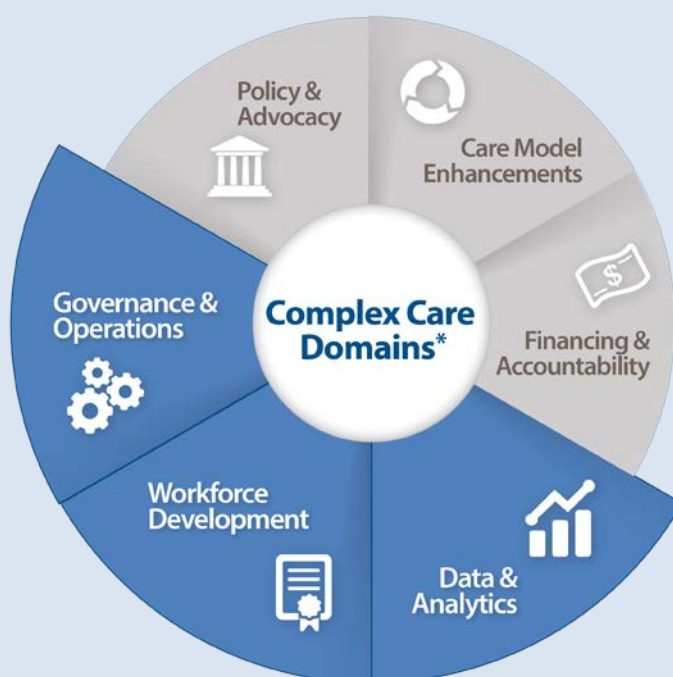 Policy &
Advocacy
Care Model
Enhancements
Governance &
Operations
Complex Care
Domains*
$
Financing &
Accountability
Workforce
Development
Data &
Analytics